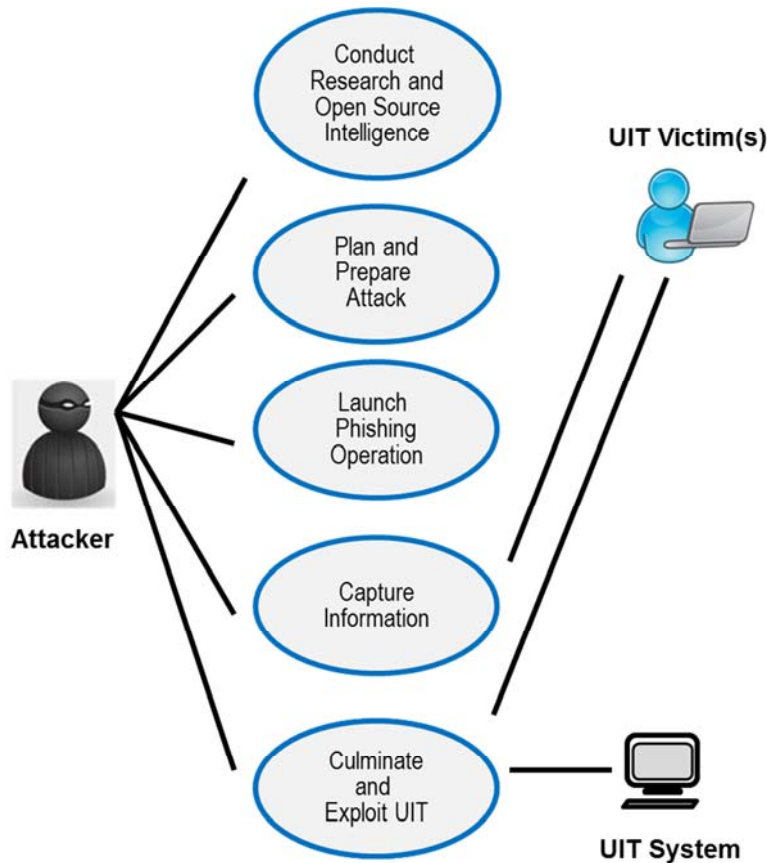 Conduct
Research and
Open Source
Intelligence
UIT Victim(s)
Plan and
Prepare
Attack
Launch
Phishing
Operation
Attacker
Capture
Information
Culminate
and
Exploit UIT
UIT System